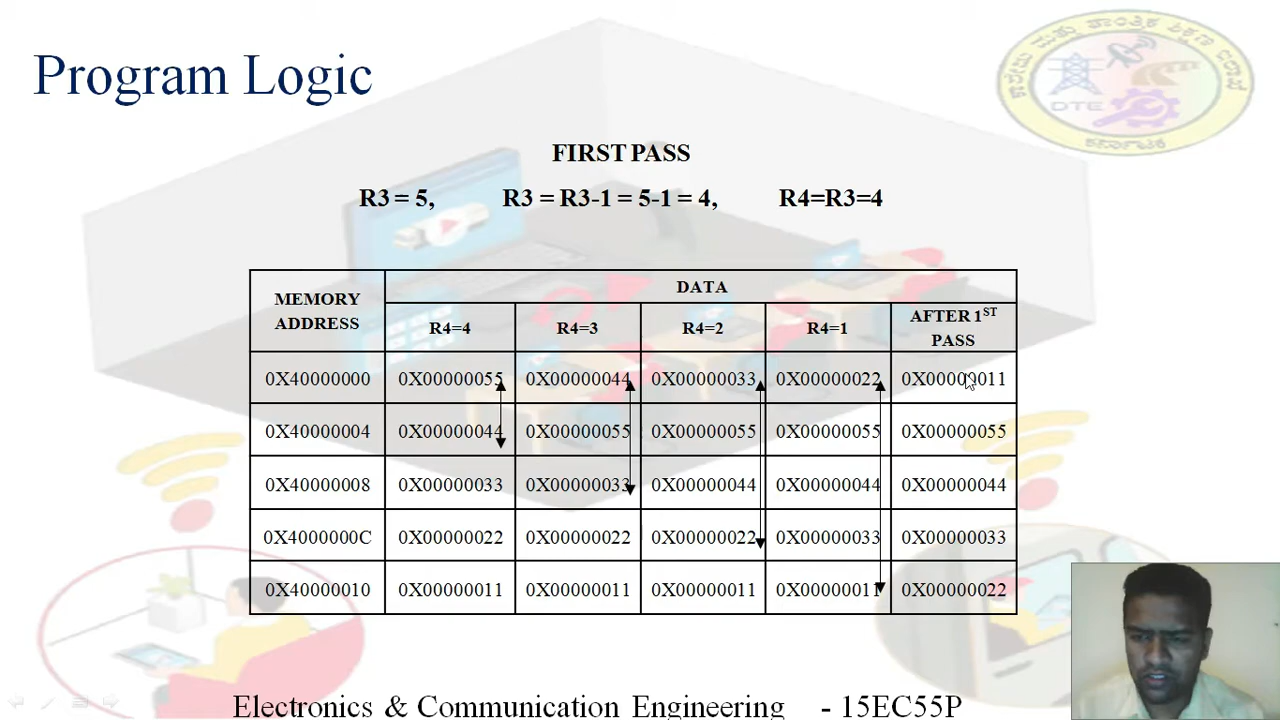 Program Logic
DTE
FIRST PASS
R3 = 5, R3 = R3-1 = 5-1 = 4, R4=R3=4
MEMORY ADDRESS DATA
R4=4 R4=3 R4=2 R4=1 AFTER 1ST PASS
0X40000000 0X00000055 0X00000044 0X00000033 0X00000022 0X00000011
0X40000004 0X00000044 0X00000055 0X00000055 0X00000055 0X00000055
0X40000008 0X00000033 0X00000033 0X00000044 0X00000044 0X00000044
0X4000000C 0X00000022 0X00000022 0X00000022 0X00000033 0X00000033
0X40000010 0X00000011 0X00000011 0X00000011 0X00000011 0X00000022
Electronics & Communication Engineering - 15EC55P